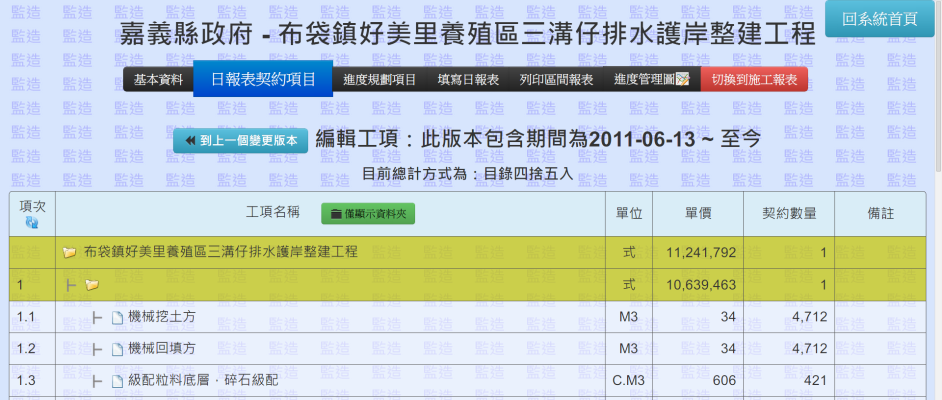 回系統首頁
嘉義縣政府 - 布袋鎮好美里養殖區三溝仔排水護岸整建工程
基本資料 日報表契約項目 進度規劃項目 填寫日報表 列印區間報表 進度管理圖 切換到施工報表
到上一個變更版本 編輯工項：此版本包含期間為2011-06-13 ~ 至今
目前總計方式為：目錄四捨五入
項次 工項名稱 僅顯示資料夾 單位 單價 契約數量 備註
布袋鎮好美里養殖區三溝仔排水護岸整建工程 式 11,241,792 1
1 式 10,639,463 1
1.1 機械挖土方 M3 34 4,712
1.2 機械回填方 M3 34 4,712
1.3 級配粒料底層，碎石級配 C.M3 606 421